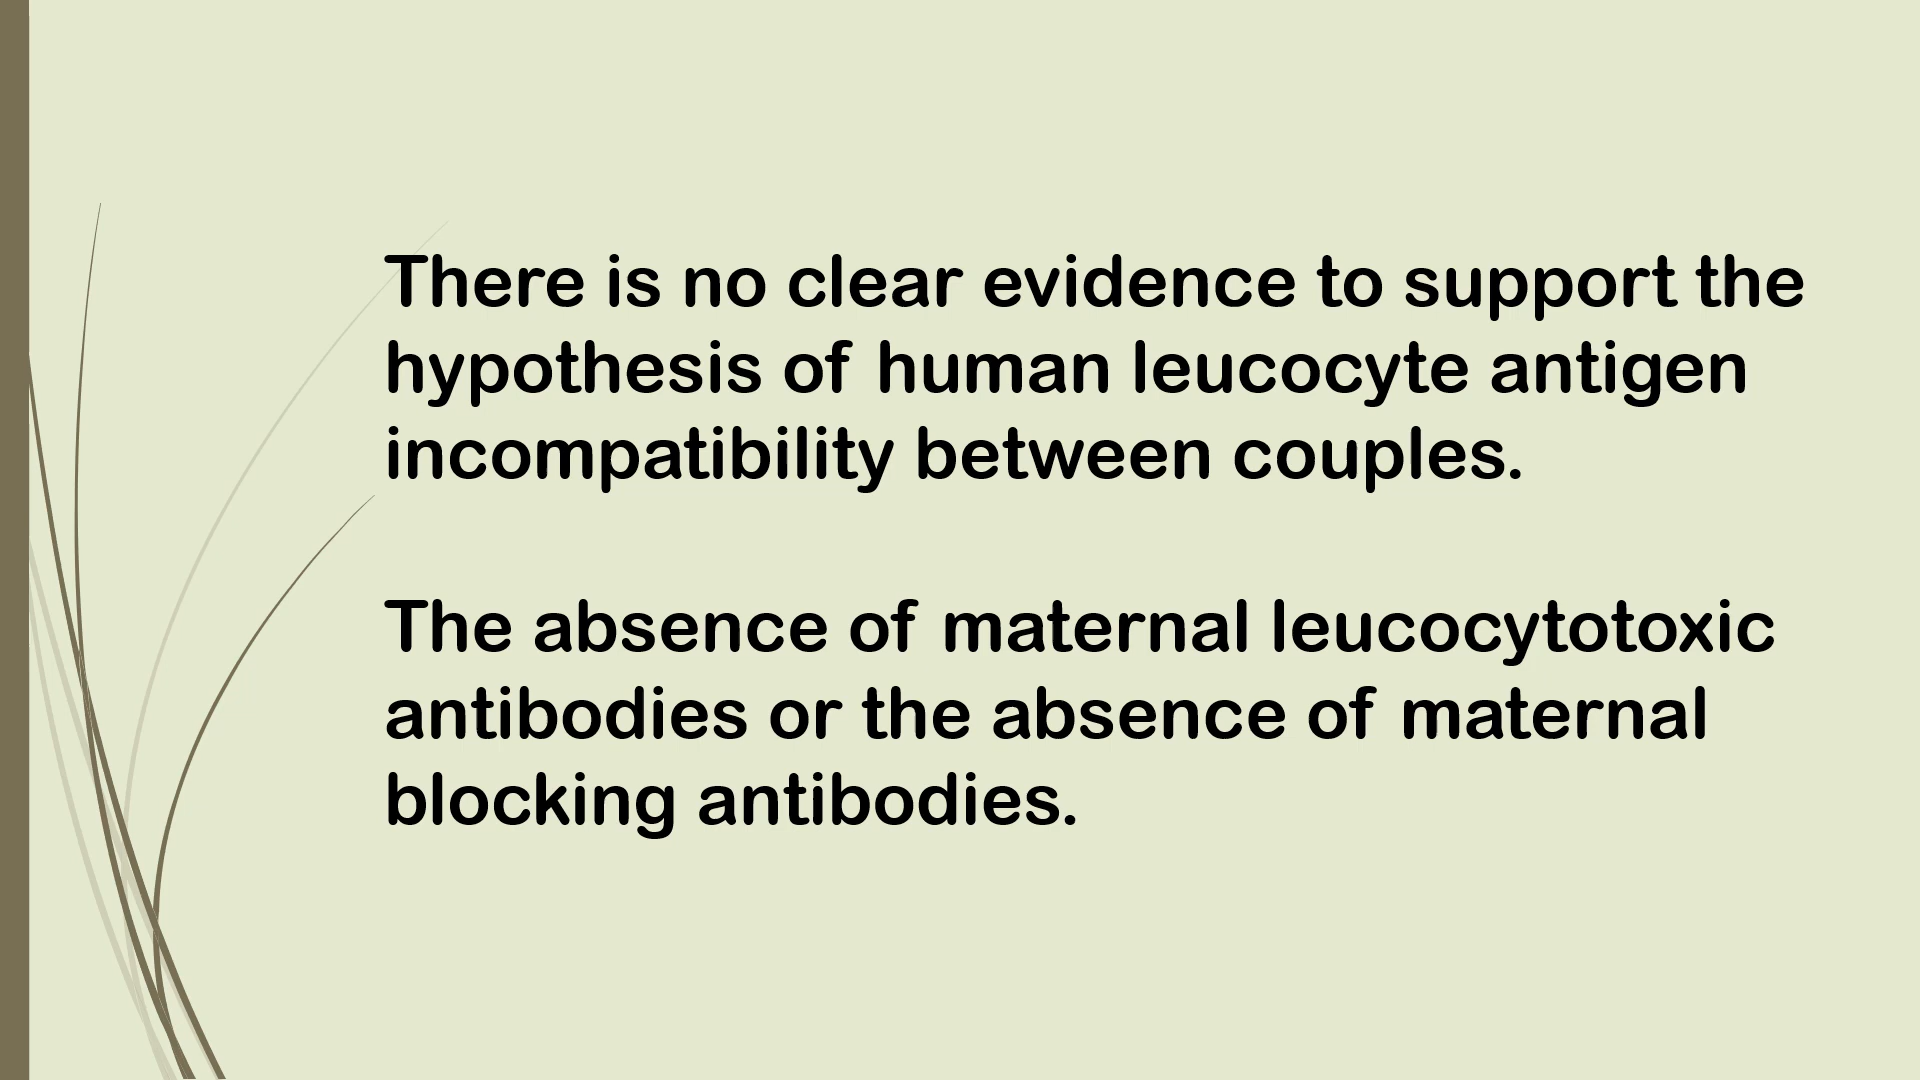 There is no clear evidence to support the
hypothesis of human leucocyte antigen
incompatibility between couples.
The absence of maternal leucocytotoxic
antibodies or the absence of maternal
blocking antibodies.